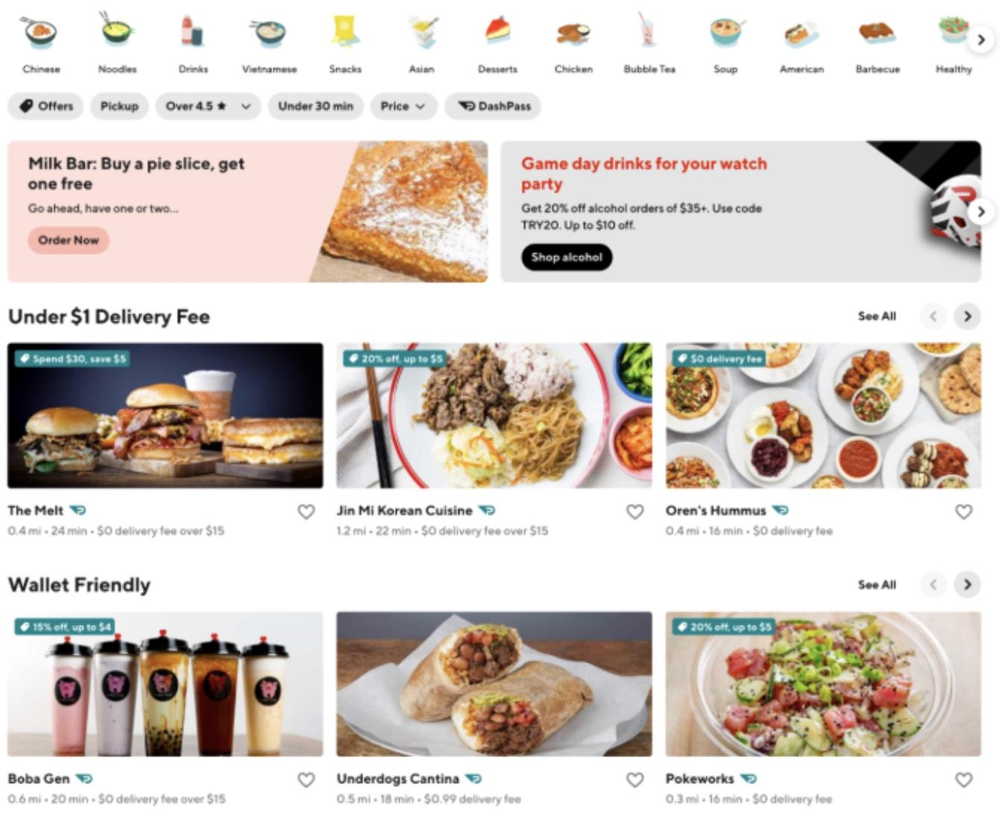 Chinese
Noodles
Drinks
Vietnamese
Snacks
Asian
Desserts
Chicken
Bubble Tea
Soup
American
Barbecue
Healthy
Offers
Pickup
Over 4.5 ★
Under 30 min
Price
DashPass
Milk Bar: Buy a pie slice, get
one free
Go ahead, have one or two...
Order Now
Game day drinks for your watch
party
Get 20% off alcohol orders of $35+. Use code
TRY20. Up to $10 off.
Shop alcohol
Under $1 Delivery Fee
See All
Spend $30, save $5
20% off, up to $5
$0 delivery fee
The Melt
0.4 mi • 24 min • $0 delivery fee over $15
Jin Mi Korean Cuisine
1.2 mi • 22 min • $0 delivery fee over $15
Oren's Hummus
0.4 mi • 16 min • $0 delivery fee
Wallet Friendly
See All
15% off, up to $4
20% off, up to $5
Boba Gen
0.6 mi • 20 min • $0 delivery fee over $15
Underdogs Cantina
0.5 mi • 18 min • $0.99 delivery fee
Pokeworks
0.3 mi • 16 min • $0 delivery fee